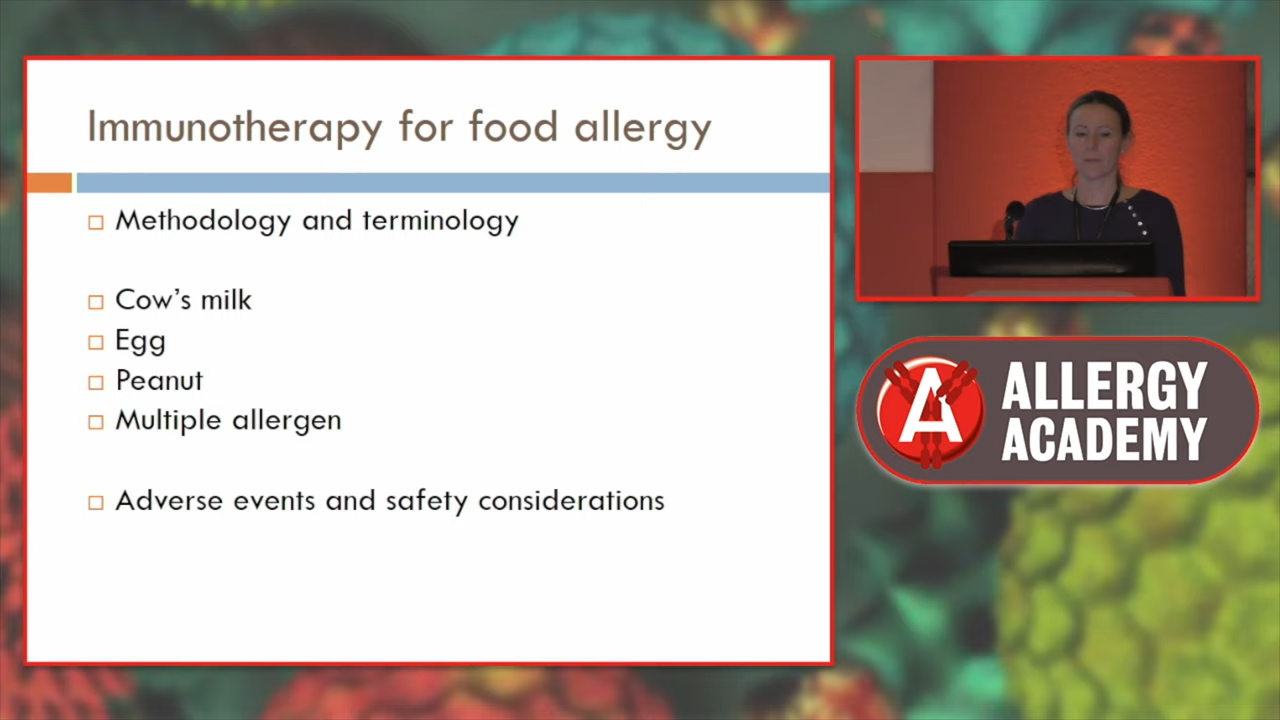 Immunotherapy for food allergy
Methodology and terminology
Cow's milk
Egg
Peanut
Multiple allergen
Adverse events and safety considerations
A
ALLERGY
ACADEMY